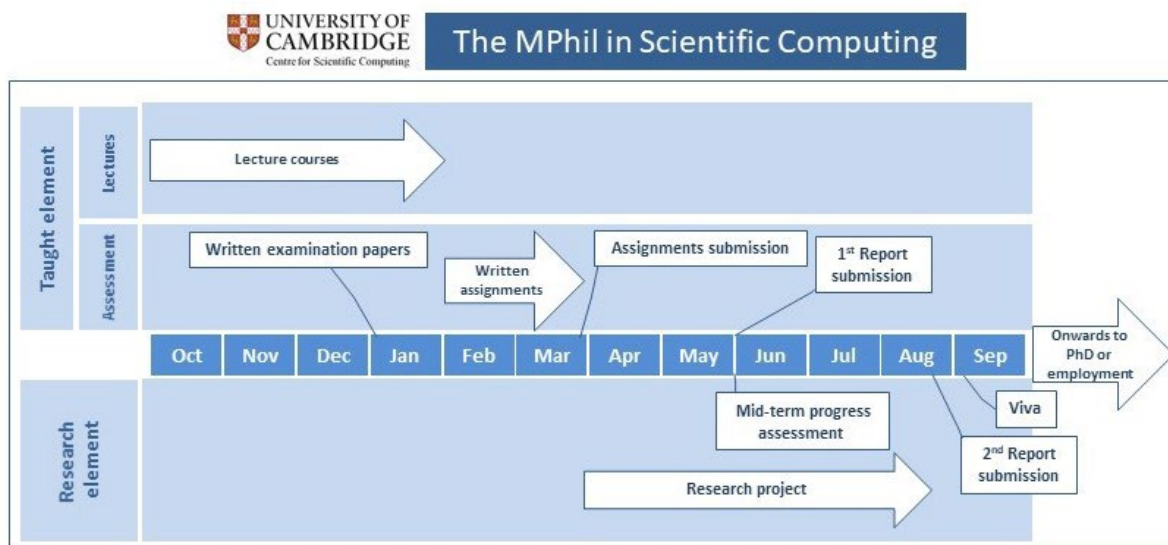 UNIVERSITY OF
CAMBRIDGE
Centre for Scientific Computing
The MPhil in Scientific Computing
Taught element
Lectures
Lecture courses
Assessment
Written examination papers
Written
assignments
Assignments submission
1st Report
submission
Oct Nov Dec Jan Feb Mar Apr May Jun Jul Aug Sep
Onwards to
PhD or
employment
Research
element
Mid-term progress
assessment
Viva
2nd Report
submission
Research project